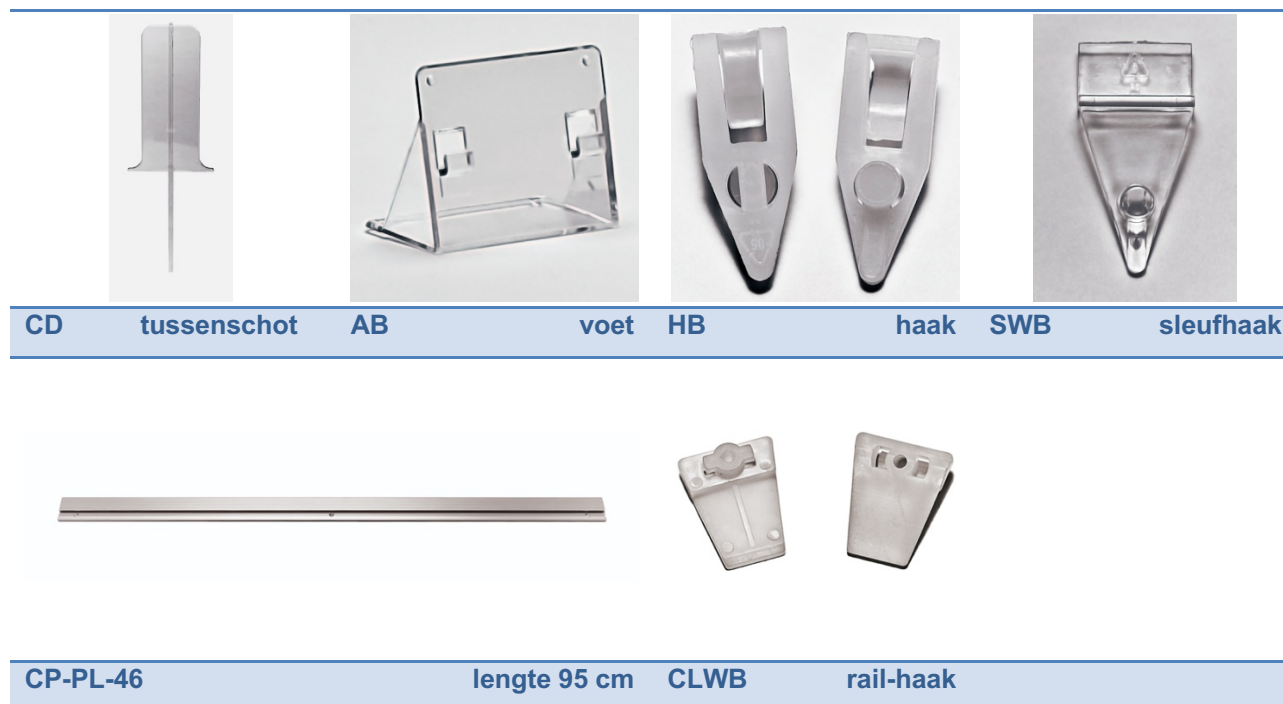 CD tussenschot AB voet HB haak SWB sleufhaak
CP-PL-46 lengte 95 cm CLWB rail-haak